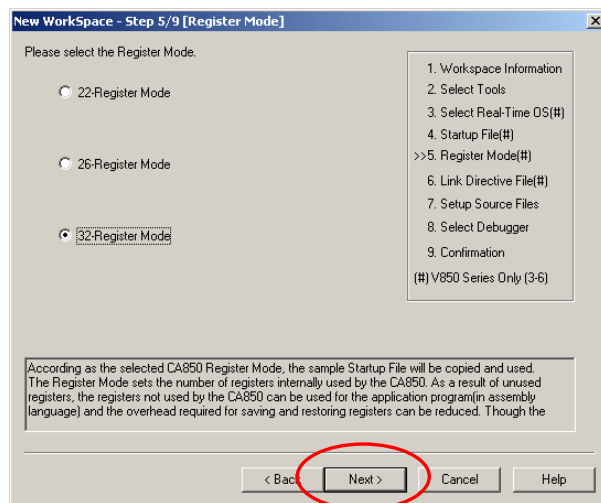 New WorkSpace - Step 5/9 [Register Mode]
Please select the Register Mode.
22-Register Mode
26-Register Mode
32-Register Mode
1. Workspace Information
2. Select Tools
3. Select Real-Time OS(#)
4. Startup File(#)
>>5. Register Mode(#)
6. Link Directive File(#)
7. Setup Source Files
8. Select Debugger
9. Confirmation
(#) V850 Series Only (3-6)
According as the selected CA850 Register Mode, the sample Startup File will be copied and used.
The Register Mode sets the number of registers internally used by the CA850. As a result of unused
registers, the registers not used by the CA850 can be used for the application program(in assembly
language) and the overhead required for saving and restoring registers can be reduced. Though the
< Back Next > Cancel Help